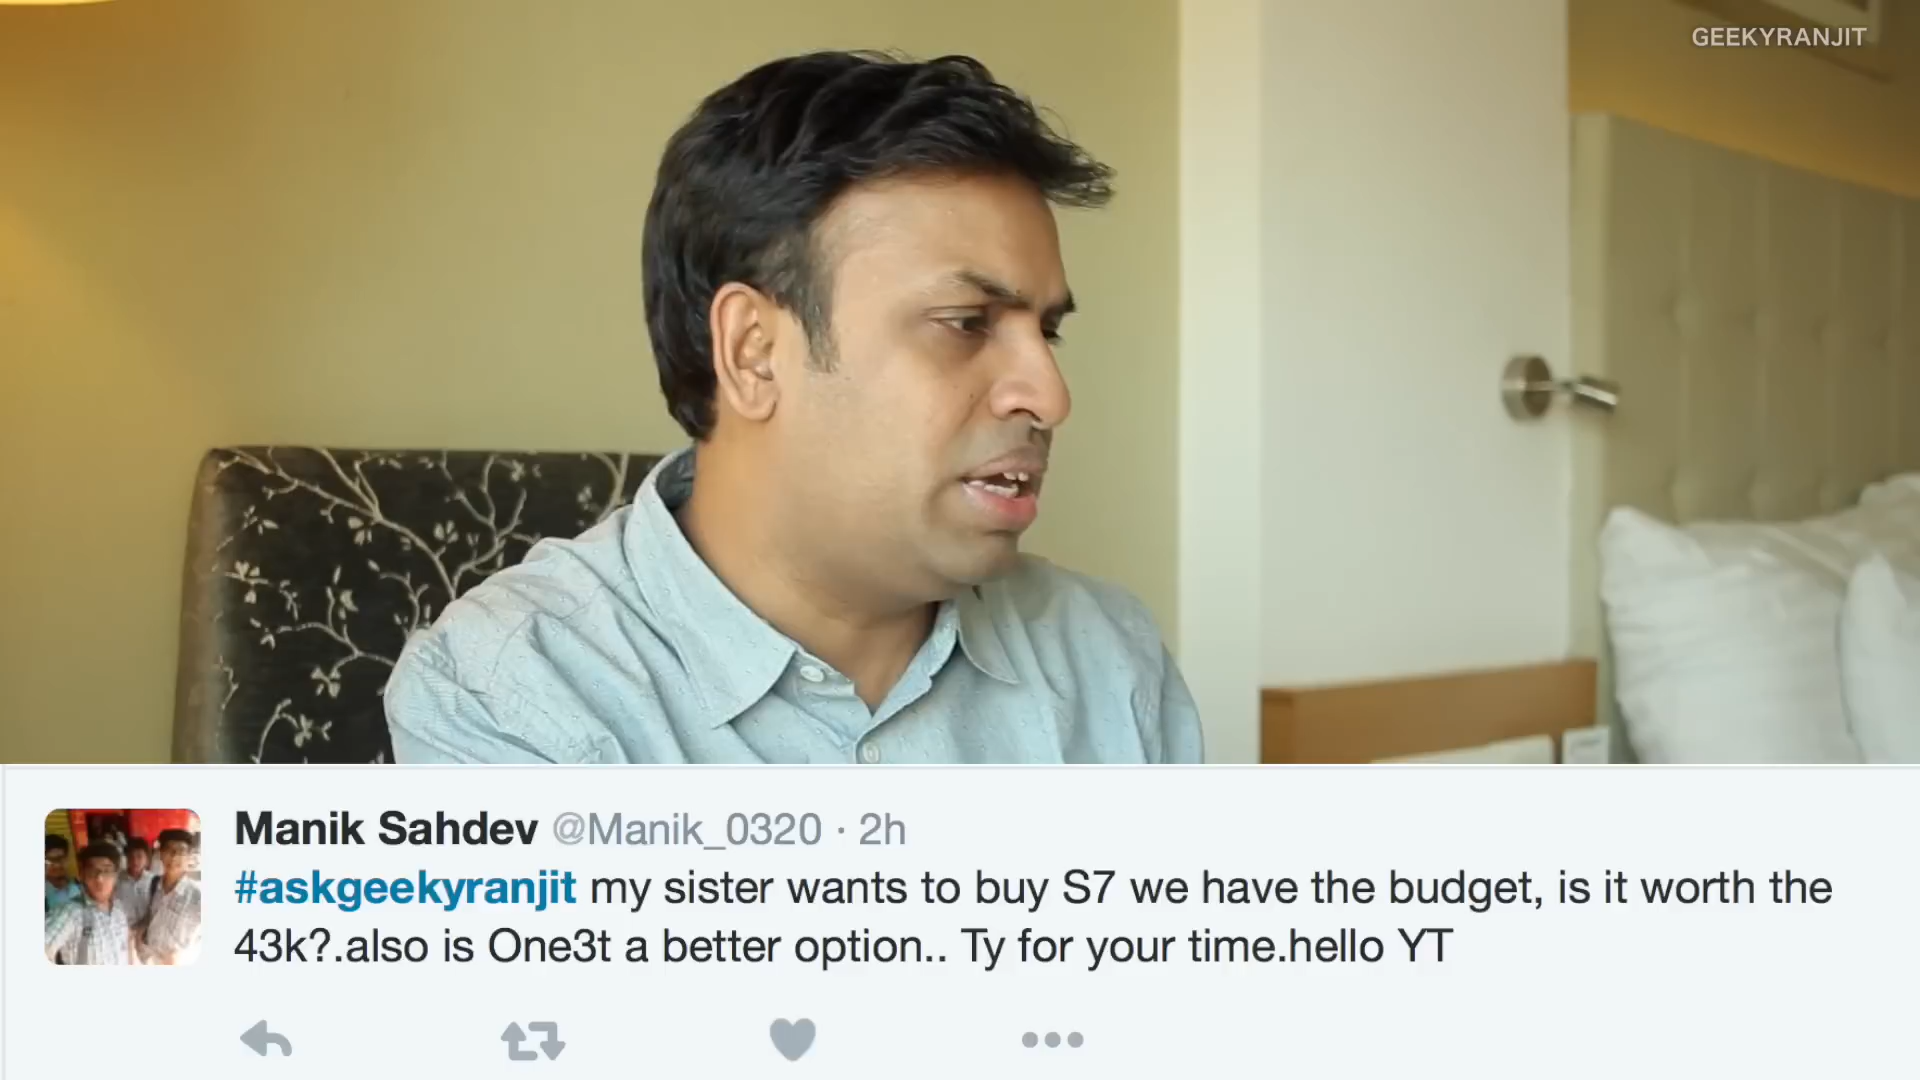 GEEKYRANJIT
Manik Sahdev @Manik_0320 · 2h
#askgeekyranjit my sister wants to buy S7 we have the budget, is it worth the
43k?.also is One3t a better option.. Ty for your time.hello YT